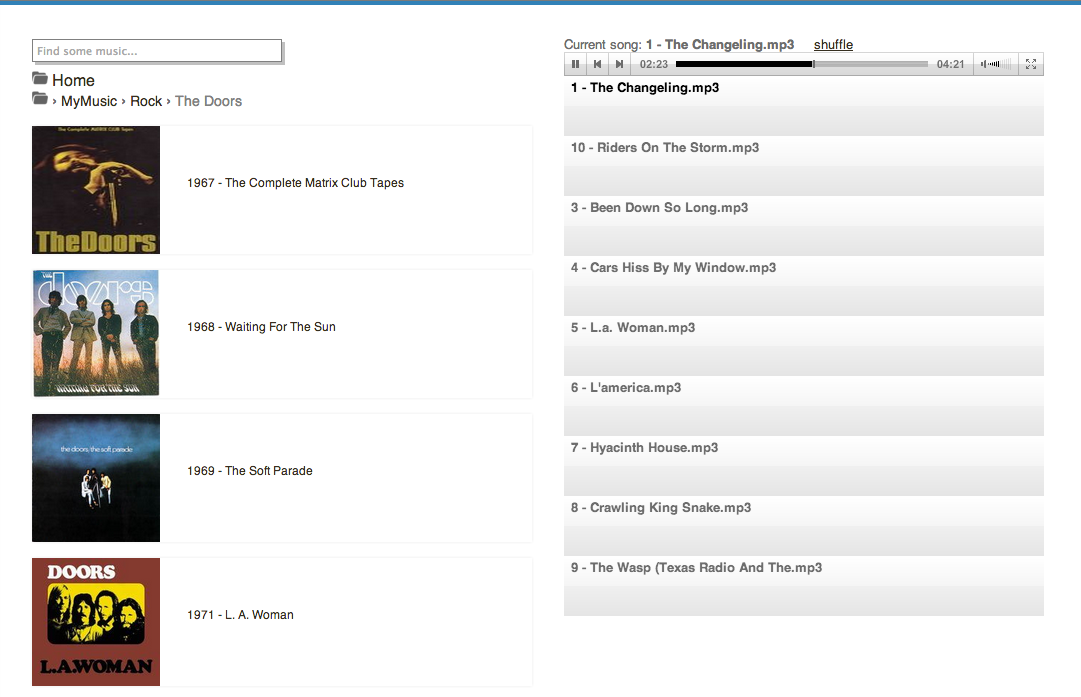 Find some music...
Home
› MyMusic › Rock › The Doors
The Complete MATRIX CLUB Tapes
TheDoors
1967 - The Complete Matrix Club Tapes
THE
doors
WAITING FOR THE SUN
1968 - Waiting For The Sun
the doors: the soft parade
1969 - The Soft Parade
DOORS
L.A.WOMAN
1971 - L. A. Woman
Current song: 1 - The Changeling.mp3 shuffle
02:23 04:21
1 - The Changeling.mp3
10 - Riders On The Storm.mp3
3 - Been Down So Long.mp3
4 - Cars Hiss By My Window.mp3
5 - L.a. Woman.mp3
6 - L'america.mp3
7 - Hyacinth House.mp3
8 - Crawling King Snake.mp3
9 - The Wasp (Texas Radio And The.mp3